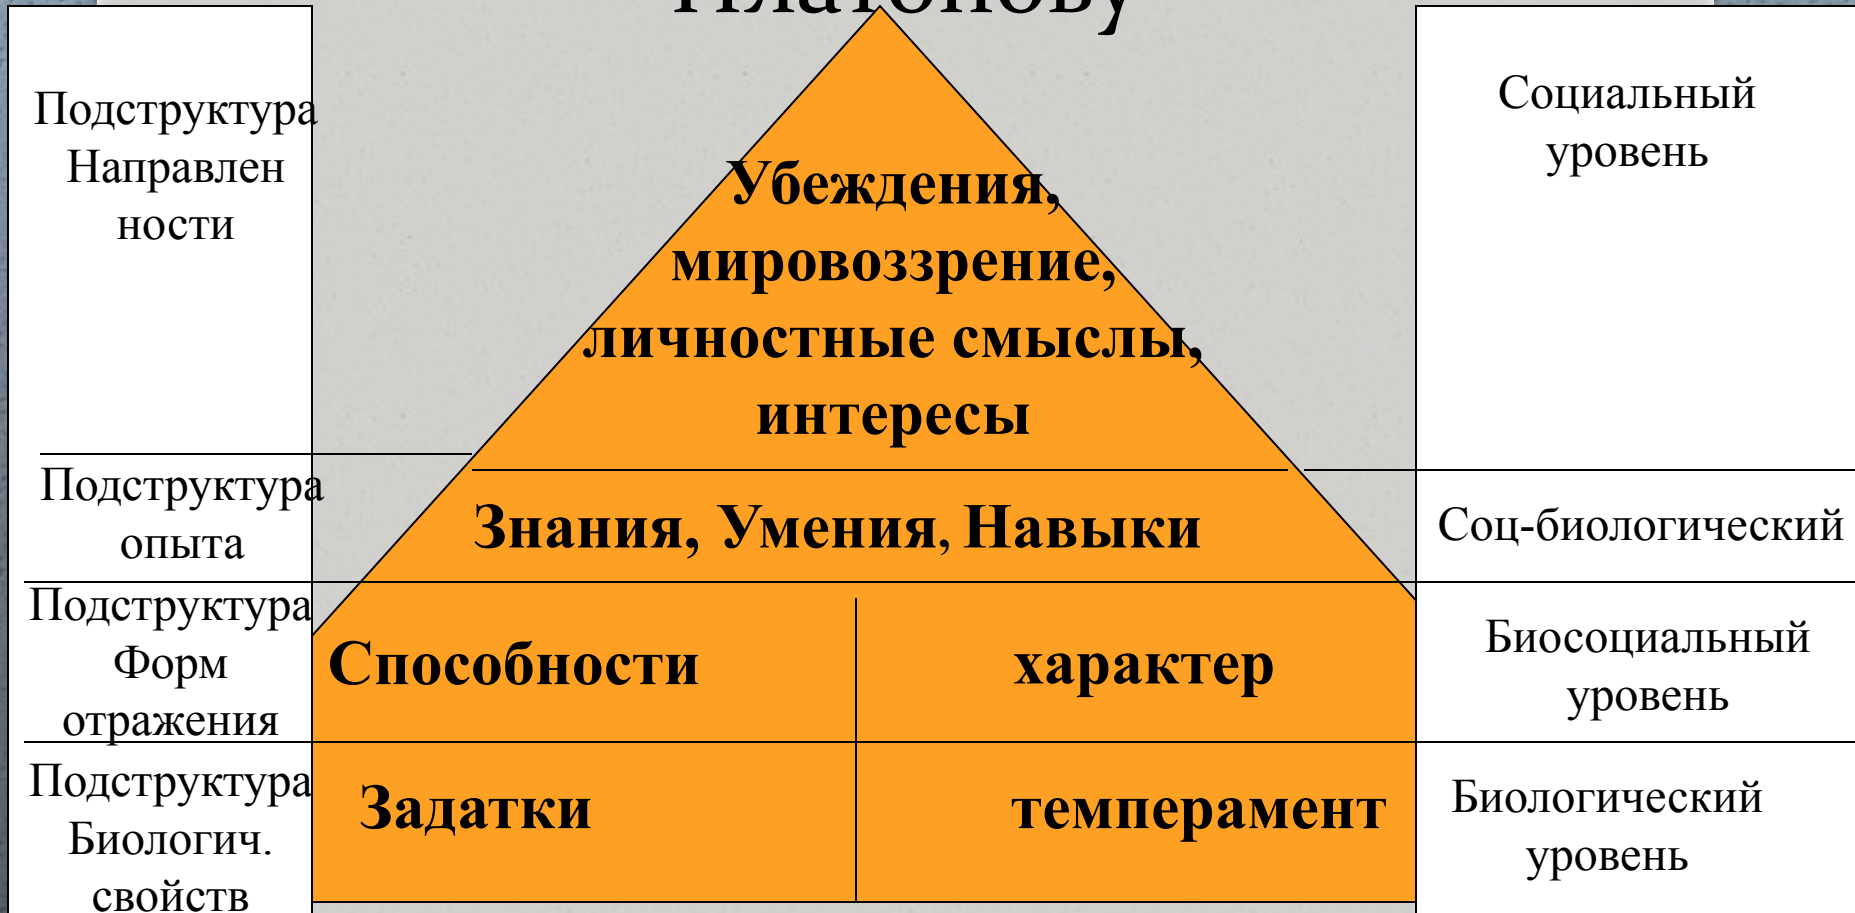 Платонову
Подструктура
Направлен
ности
Убеждения,
мировоззрение,
личностные смыслы,
интересы
Социальный
уровень
Подструктура
опыта
Знания, Умения, Навыки
Соц-биологический
Подструктура
Форм
отражения
Способности
характер
Биосоциальный
уровень
Подструктура
Биологич.
свойств
Задатки
темперамент
Биологический
уровень